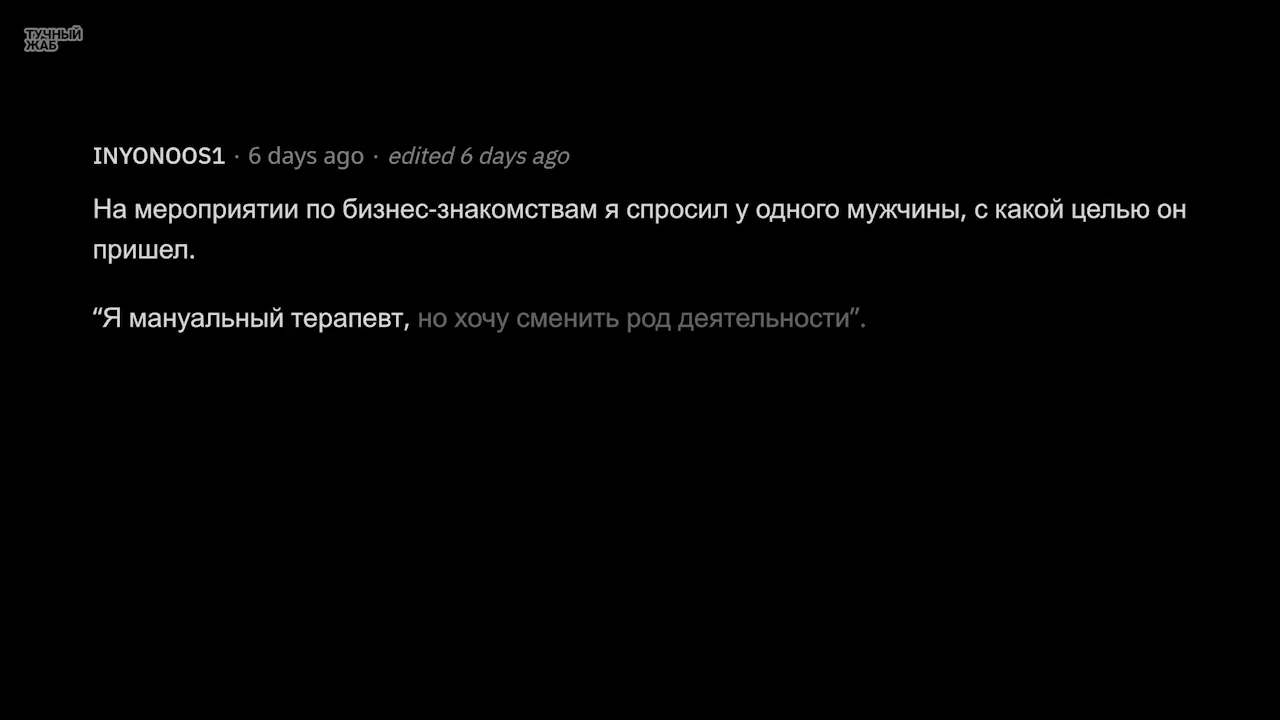 ТУЧНЫЙ
ЖАБ
INYONOOS1 · 6 days ago · edited 6 days ago
На мероприятии по бизнес-знакомствам я спросил у одного мужчины, с какой целью он
пришел.
“Я мануальный терапевт, но хочу сменить род деятельности”.